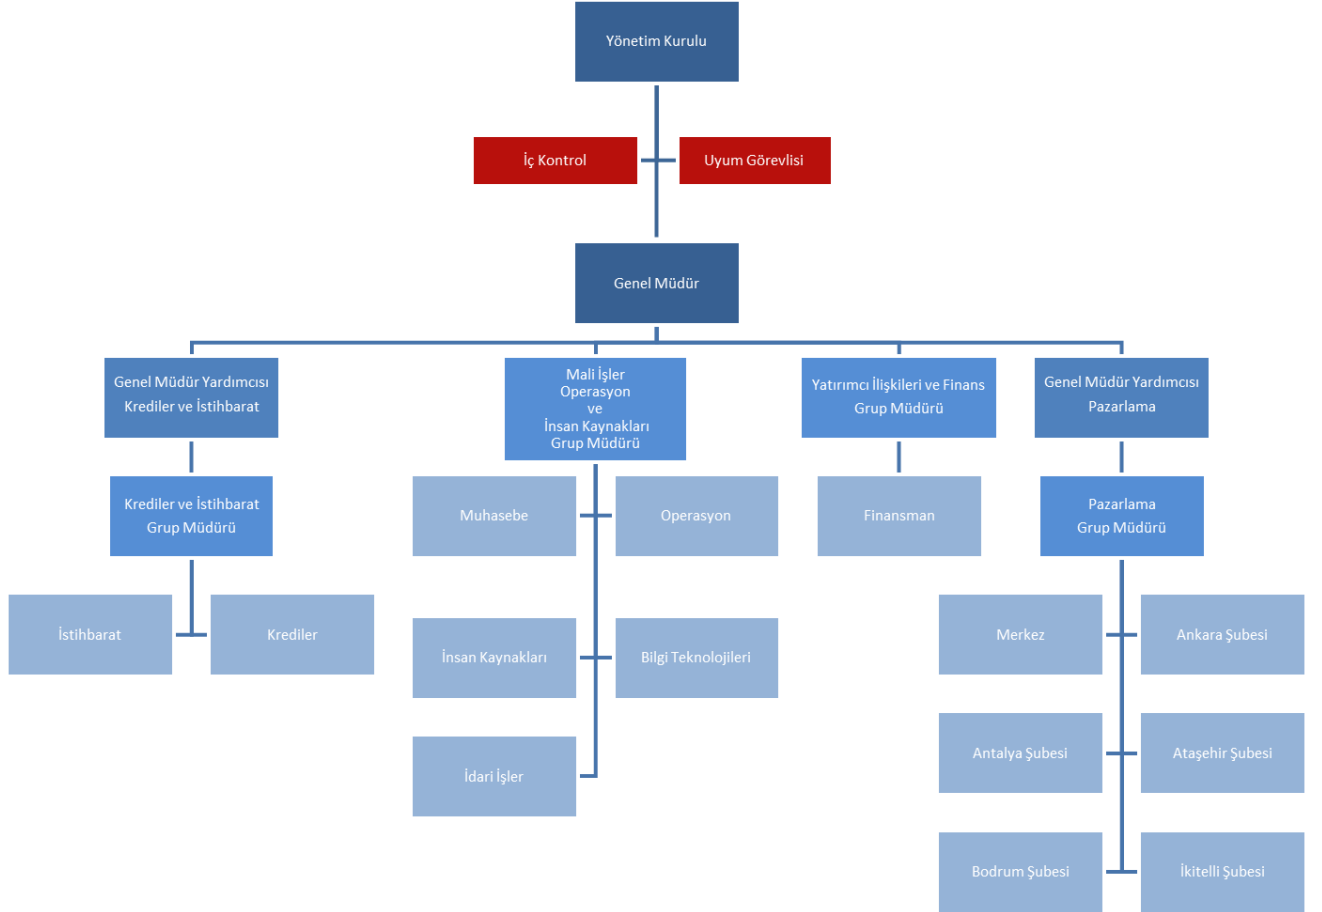 Yönetim Kurulu
İç Kontrol
Uyum Görevlisi
Genel Müdür
Genel Müdür Yardımcısı
Krediler ve İstihbarat
Mali İşler
Operasyon
ve
İnsan Kaynakları
Grup Müdürü
Yatırımcı İlişkileri ve Finans
Grup Müdürü
Genel Müdür Yardımcısı
Pazarlama
Krediler ve İstihbarat
Grup Müdürü
Muhasebe
Operasyon
Finansman
Pazarlama
Grup Müdürü
İstihbarat
Krediler
İnsan Kaynakları
Bilgi Teknolojileri
Merkez
Ankara Şubesi
İdari İşler
Antalya Şubesi
Ataşehir Şubesi
Bodrum Şubesi
İkitelli Şubesi